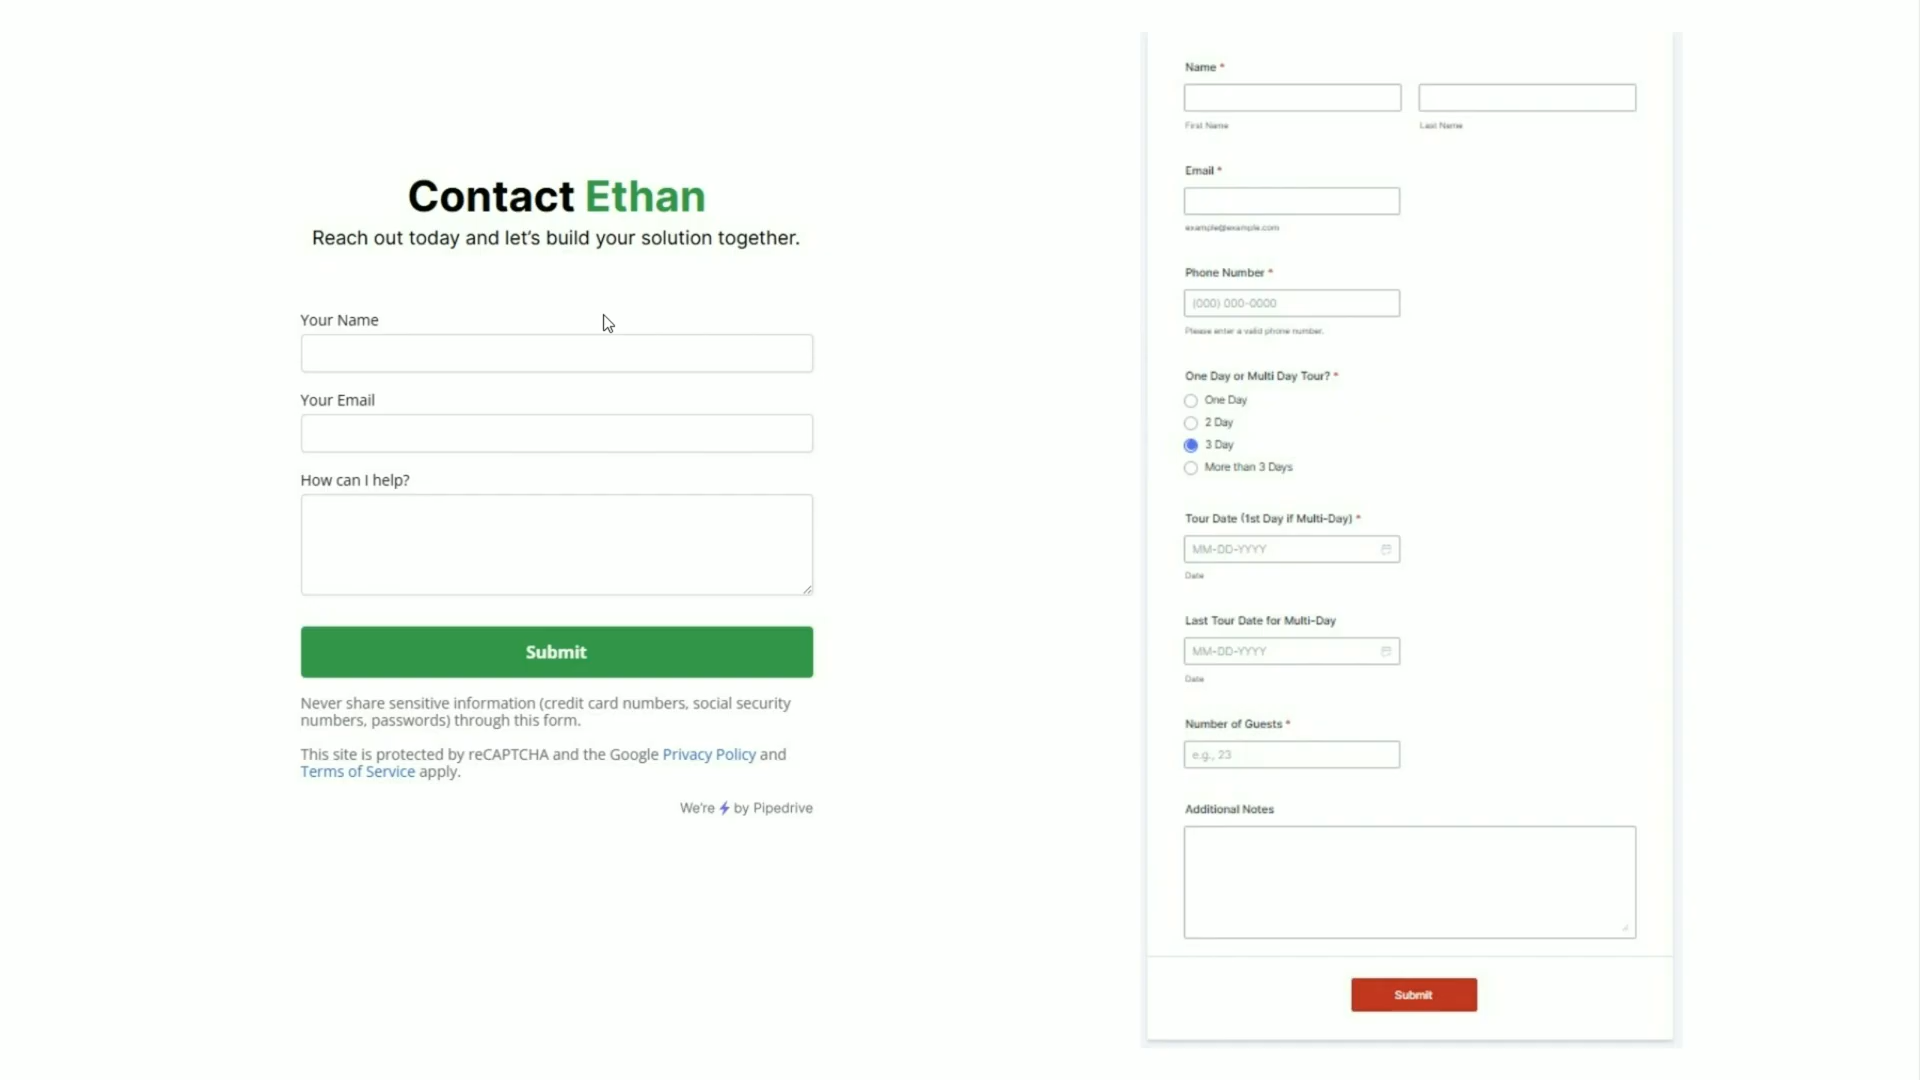 Contact Ethan
Reach out today and let's build your solution together.
Your Name
Your Email
How can I help?
Submit
Never share sensitive information (credit card numbers, social security
numbers, passwords) through this form.
This site is protected by reCAPTCHA and the Google Privacy Policy and
Terms of Service apply.
We're by Pipedrive
Name *
First Name
Last Name
Email *
example@example.com
Phone Number *
(000) 000-0000
Please enter a valid phone number.
One Day or Multi Day Tour? *
One Day
2 Day
3 Day
More than 3 Days
Tour Date (1st Day if Multi-Day) *
MM-DD-YYYY
Date
Last Tour Date for Multi-Day
MM-DD-YYYY
Date
Number of Guests *
e.g., 23
Additional Notes
Submit